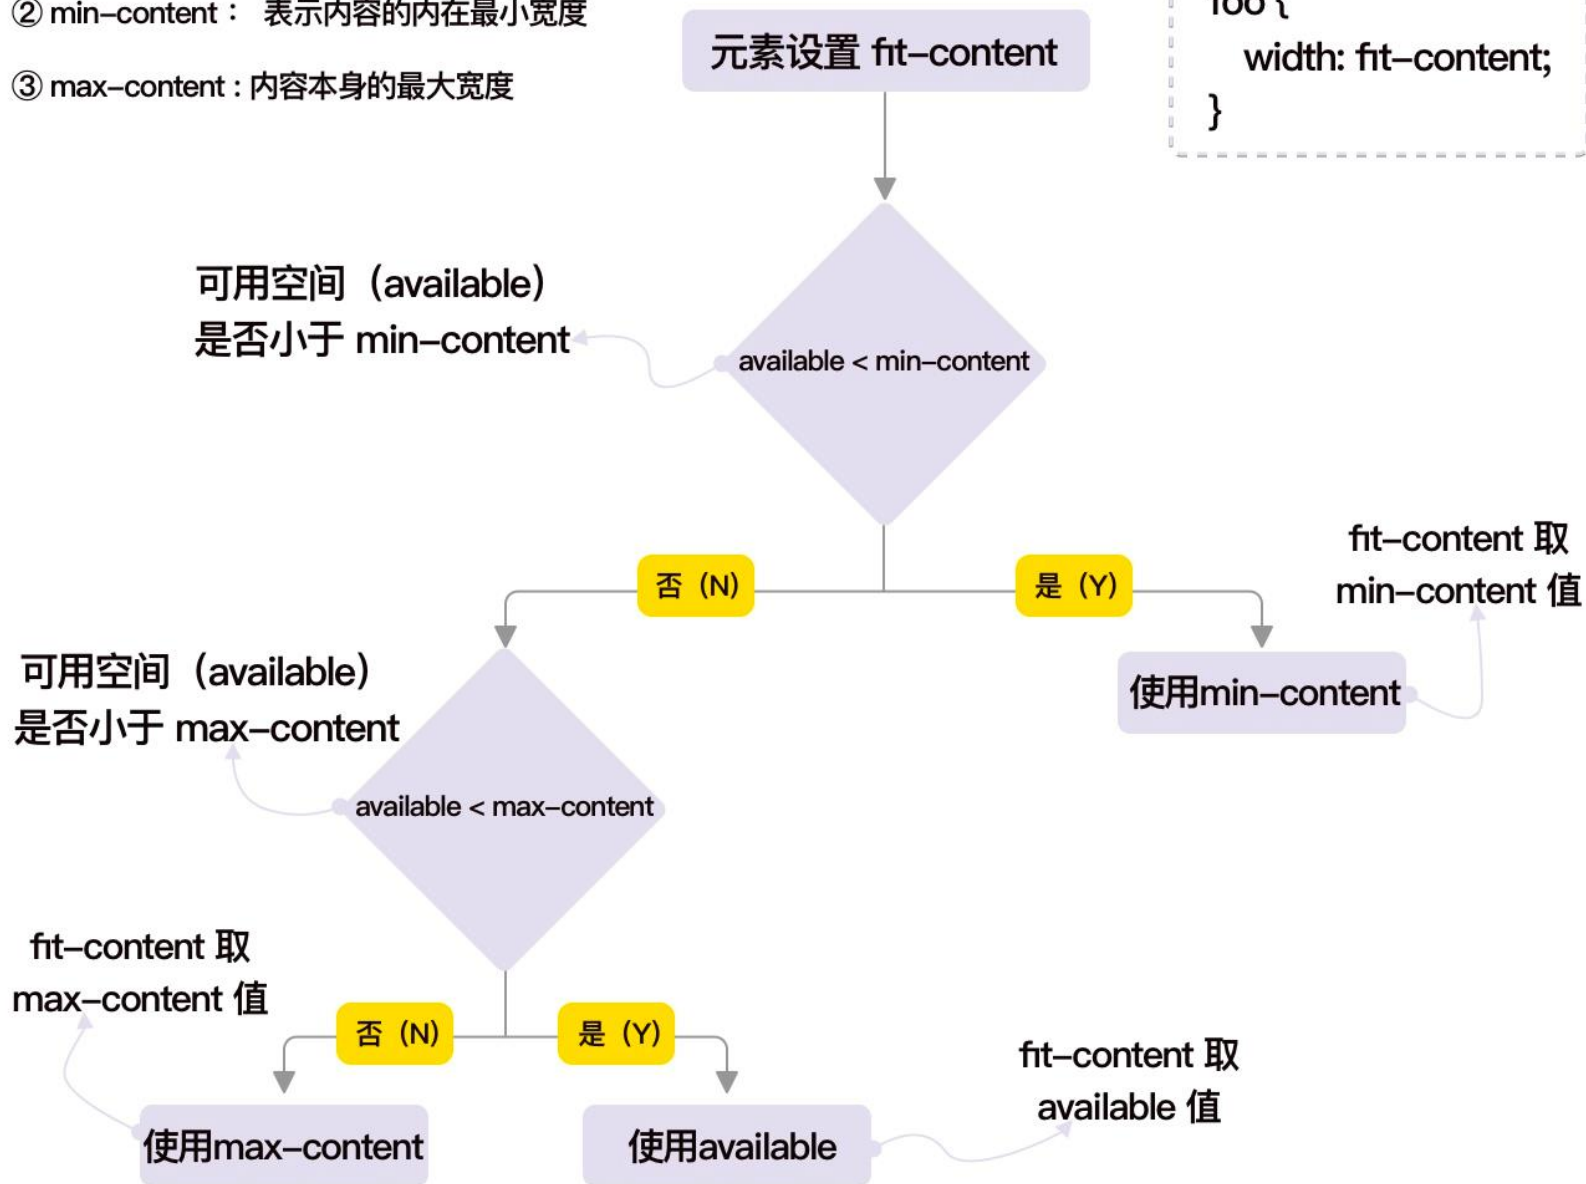 ② min-content： 表示内容的内在最小宽度
③ max-content : 内容本身的最大宽度
元素设置 fit-content
foo {
width: fit-content;
}
可用空间（available）
是否小于 min-content
available < min-content
否（N）
是（Y）
fit-content 取
min-content 值
使用min-content
可用空间（available）
是否小于 max-content
available < max-content
fit-content 取
max-content 值
否（N）
是（Y）
fit-content 取
available 值
使用max-content
使用available